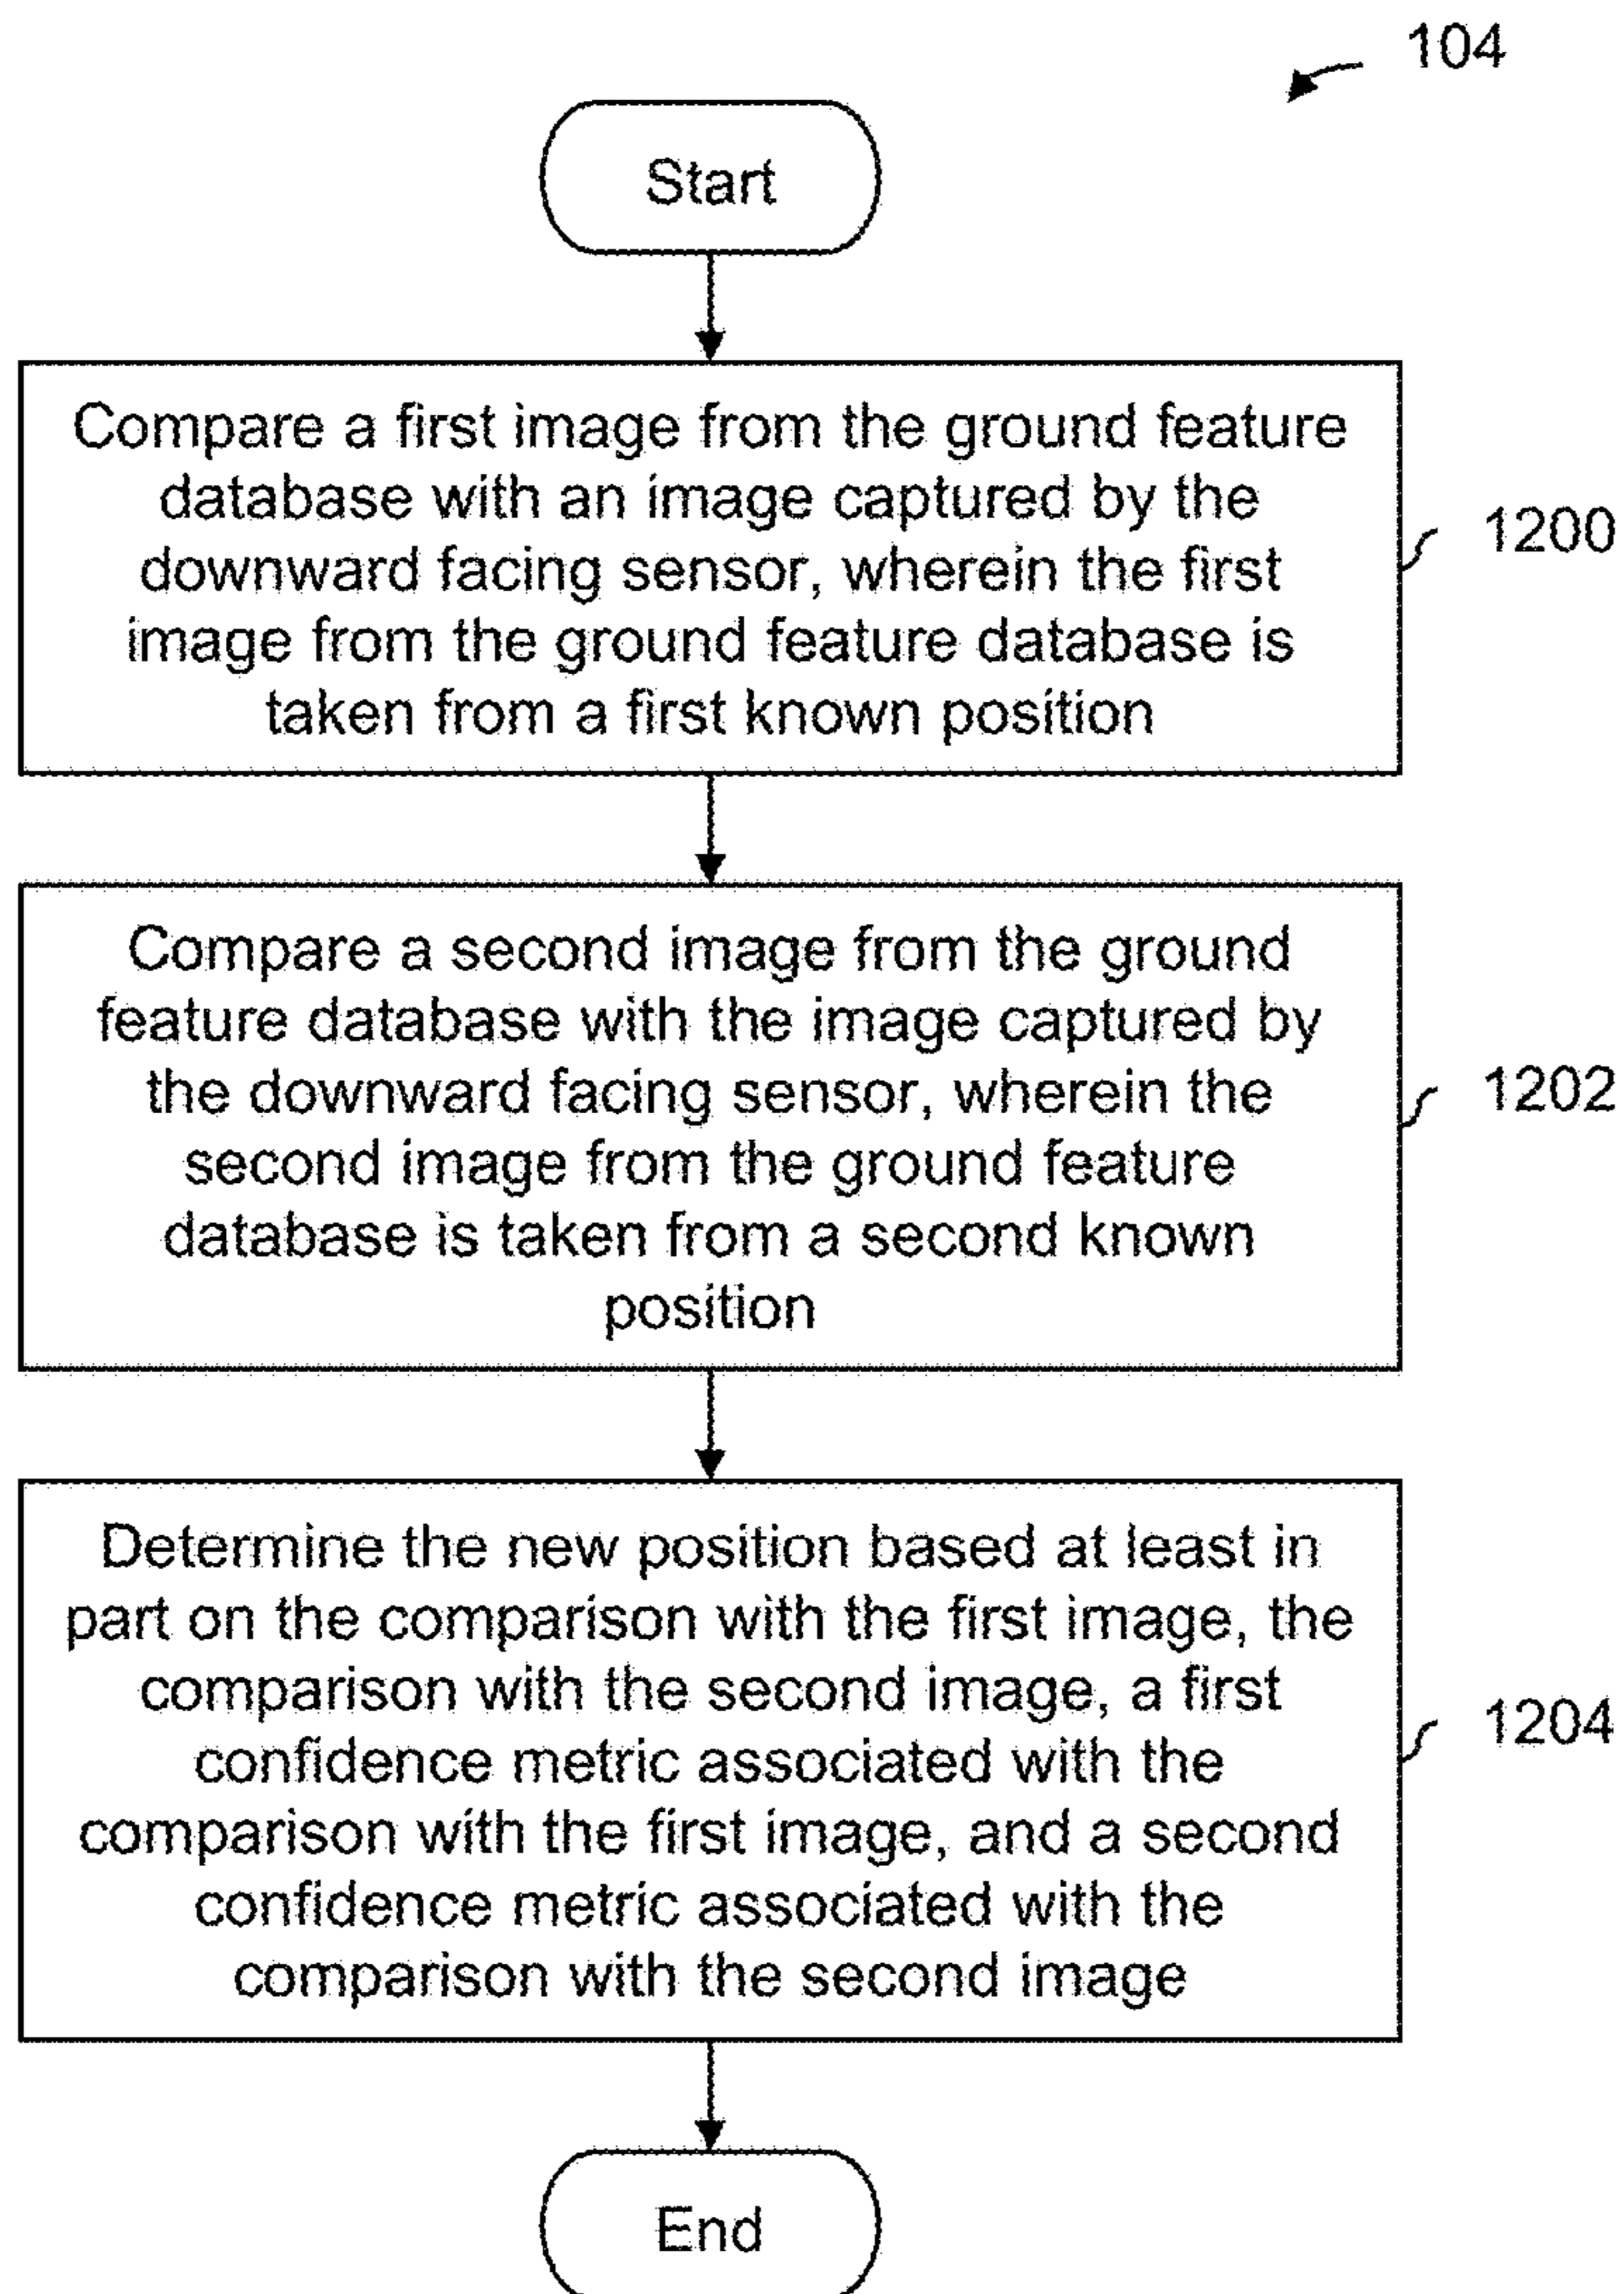 104
Start
Compare a first image from the ground feature
database with an image captured by the
downward facing sensor, wherein the first
image from the ground feature database is
taken from a first known position
1200
Compare a second image from the ground
feature database with the image captured by
the downward facing sensor, wherein the
second image from the ground feature
database is taken from a second known
position
1202
Determine the new position based at least in
part on the comparison with the first image, the
comparison with the second image, a first
confidence metric associated with the
comparison with the first image, and a second
confidence metric associated with the
comparison with the second image
1204
End